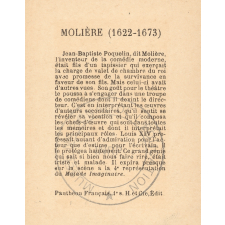 MOLIÈRE (1622-1673)
Jean-Baptiste Poquelin, dit Molière,
l'inventeur de la comédie moderne,
était fils d'un tapissier qui exerçait
la charge de valet de chambre du roi
avec promesse de la survivance en
faveur de son fils. Mais celui-ci avait
d'autres vues. Son goût pour le théâtre
le poussa à s'engager dans une troupe
de comédiens dont il devint le direc-
teur. C'est en interprétant les œuvres
d'auteurs secondaires, qu'il sentit se
révéler sa vocation et qu'il composa
les chefs-d'œuvre qui sont dans toutes
les mémoires et dont il interprétait
les principaux rôles. Louis XIV avait
autant d'admiration pour l'ac-
teur que d'estime, pour l'écrivain. Il
le protégea hautement. Ce grand génie
qui sait si bien nous faire rire, était
triste et malade. Il expira presque
sur la scène à la 4e représentation
du Malade Imaginaire.
Panthéon Français, H. et Cie, Edit.